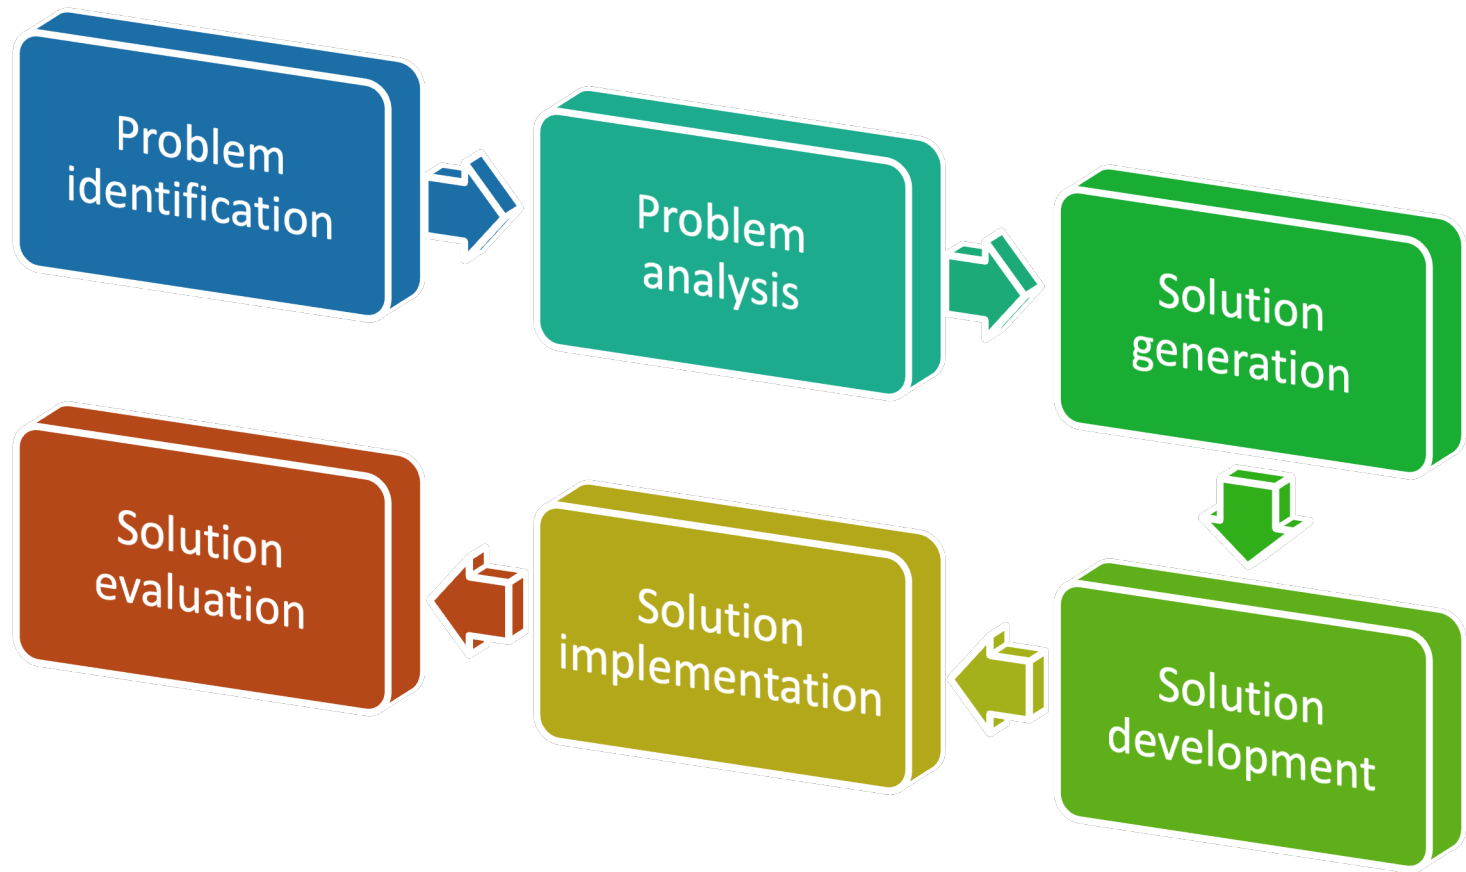 Problem
identification
Problem
analysis
Solution
generation
Solution
development
Solution
implementation
Solution
evaluation